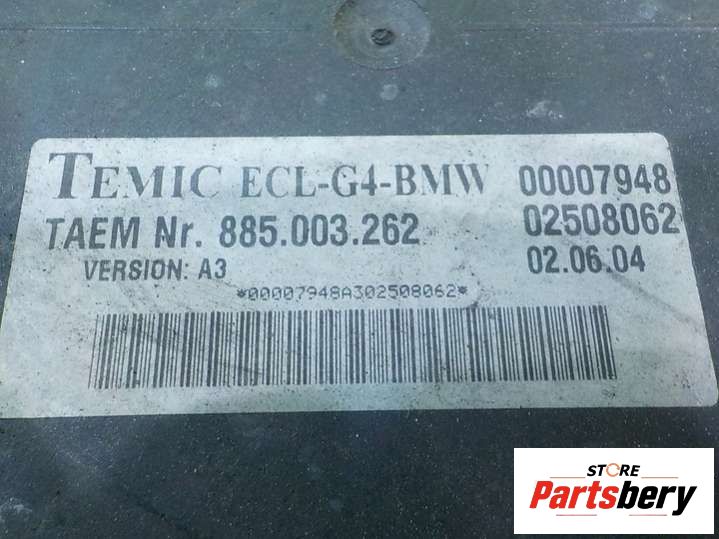 TEMIC ECL-G4-BMW 00007948
TAEM Nr. 885.003.262 02508062
VERSION: A3 02.06.04
*00007948A302508062*
STORE
Partsbery